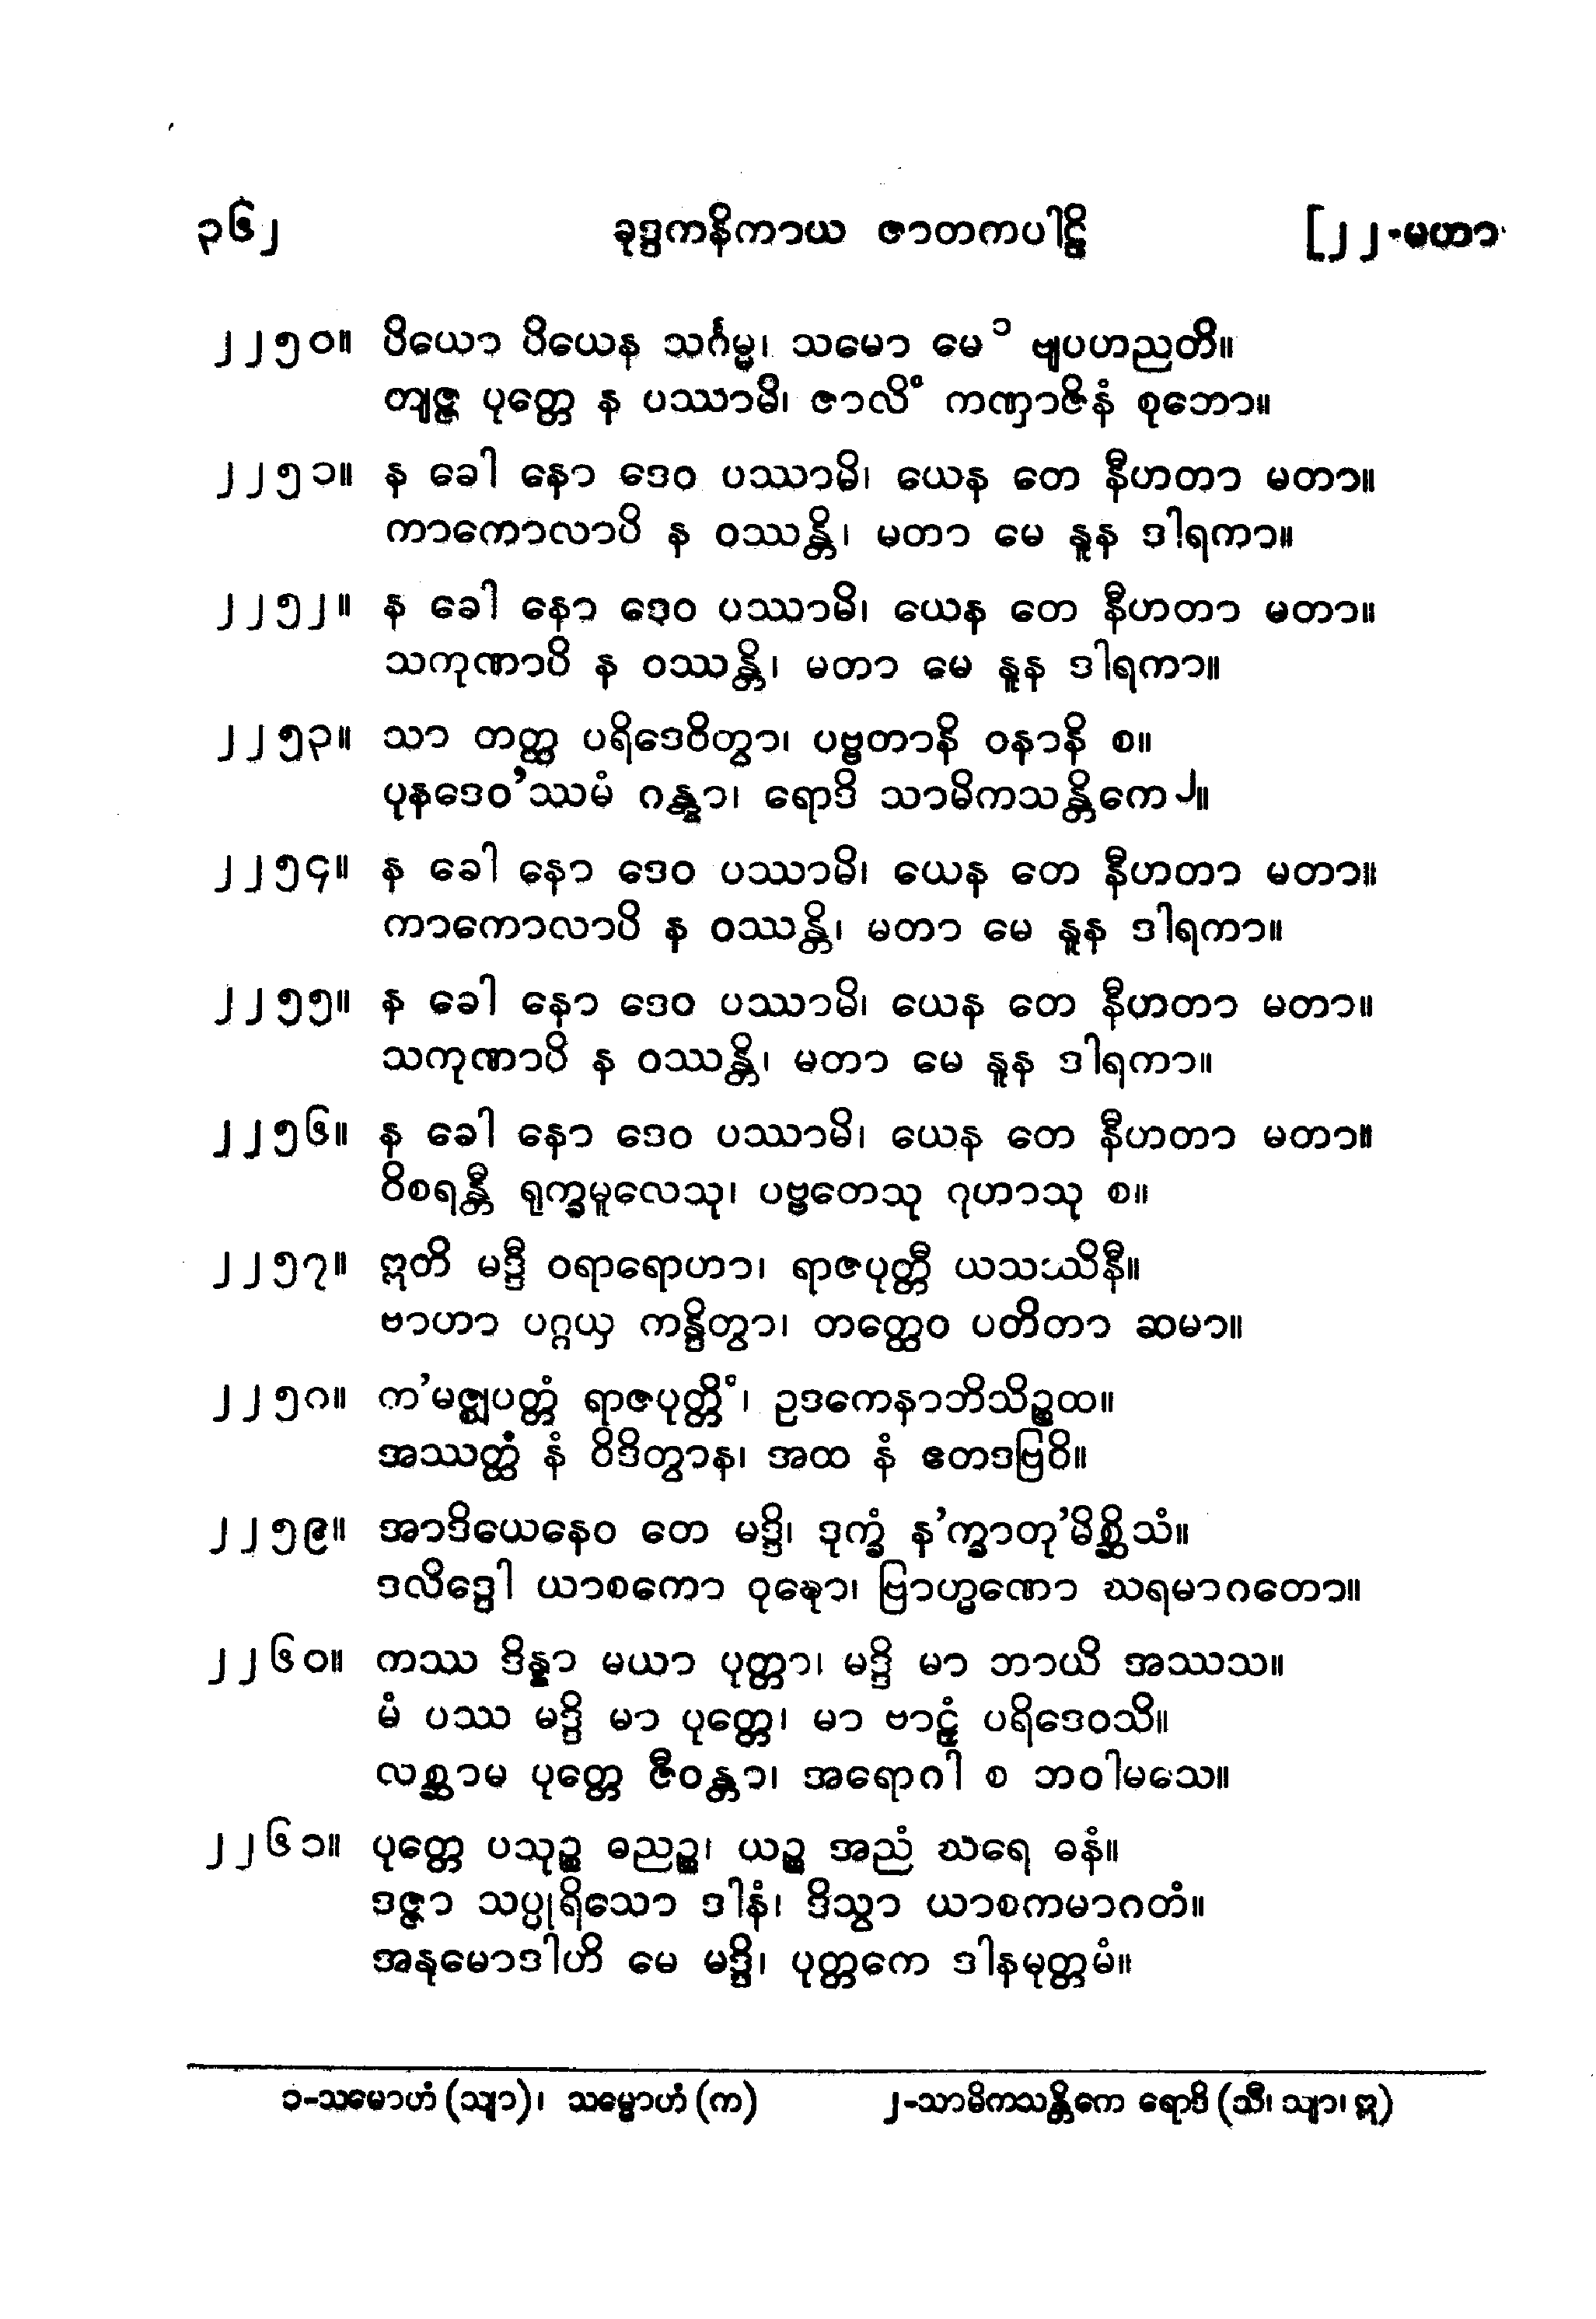 ၃၆၂ ခုဒ္ဒကနိကာယ ဇာတကပါဠိ [၂၂-မဟာ
၂၂၅၀။ ပိယော ပိယေန သင်္ဂမ္မ၊ သမော မေ ၁ ဗျပဟညတိ။
တျဇ္ဇ ပုတ္တေ န ပဿာမိ၊ ဇာလိံ ကဏှာဇိနံ စုဘော။
၂၂၅၁။ န ခေါ နော ဒေဝ ပဿာမိ၊ ယေန တေ နီဟတာ မတာ။
ကာကောလာပိ န ဝဿန္တိ၊ မတာ မေ နူန ဒါရကာ။
၂၂၅၂။ န ခေါ နော ဒေဝ ပဿာမိ၊ ယေန တေ နီဟတာ မတာ။
သကုဏာပိ န ဝဿန္တိ၊ မတာ မေ နူန ဒါရကာ။
၂၂၅၃။ သာ တတ္ထ ပရိဒေဝိတွာ၊ ပဗ္ဗတာနိ ဝနာနိ စ။
ပုနဒေဝ’ဿမံ ဂန္တွာ၊ ရောဒိ သာမိကသန္တိကေ ၂။
၂၂၅၄။ န ခေါ နော ဒေဝ ပဿာမိ၊ ယေန တေ နီဟတာ မတာ။
ကာကောလာပိ န ဝဿန္တိ၊ မတာ မေ နူန ဒါရကာ။
၂၂၅၅။ န ခေါ နော ဒေဝ ပဿာမိ၊ ယေန တေ နီဟတာ မတာ။
သကုဏာပိ န ဝဿန္တိ၊ မတာ မေ နူန ဒါရကာ။
၂၂၅၆။ န ခေါ နော ဒေဝ ပဿာမိ၊ ယေန တေ နီဟတာ မတာ။
ဝိစရန္တီ ရုက္ခမူလေသု၊ ပဗ္ဗတေသု ဂုဟာသု စ။
၂၂၅၇။ ဣတိ မဒ္ဒီ ဝရာရောဟာ၊ ရာဇပုတ္တီ ယသဿိနီ။
ဗာဟာ ပဂ္ဂယှ ကန္ဒိတွာ၊ တတ္ထေဝ ပတိတာ ဆမာ။
၂၂၅၈။ က’မဇ္ဈပတ္တံ ရာဇပုတ္တိံ၊ ဥဒကေနာဘိသိဉ္စထ။
အဿတ္ထံ နံ ဝိဒိတွာန၊ အထ နံ ဧတဒဗြဝိ။
၂၂၅၉။ အာဒိယေနေဝ တေ မဒ္ဒိ၊ ဒုက္ခံ န’က္ခာတု’မိစ္ဆိသံ။
ဒလိဒ္ဒေါ ယာစကော ဝုဍ္ဎော၊ ဗြာဟ္မဏော ဃရမာဂတော။
၂၂၆၀။ ကဿ ဒိန္နာ မယာ ပုတ္တာ၊ မဒ္ဒိ မာ ဘာယိ အဿသ။
မံ ပဿ မဒ္ဒိ မာ ပုတ္တေ၊ မာ ဗာဠှံ ပရိဒေဝသိ။
လစ္ဆာမ ပုတ္တေ ဇီဝန္တာ၊ အရောဂါ စ ဘဝါမသေ။
၂၂၆၁။ ပုတ္တေ ပသုဉ္စ ဓညဉ္စ၊ ယဉ္စ အညံ ဃရေ ဓနံ။
ဒဇ္ဇာ သပ္ပုရိသော ဒါနံ၊ ဒိသွာ ယာစကမာဂတံ။
အနုမောဒါဟိ မေ မဒ္ဒိ၊ ပုတ္တကေ ဒါနမုတ္တမံ။
၁-သမောဟံ (သျာ)၊ သမ္မောဟံ (က) ၂-သာမိကသန္တိကေ ရောဒိ (သီ၊ သျာ၊ ဣ)